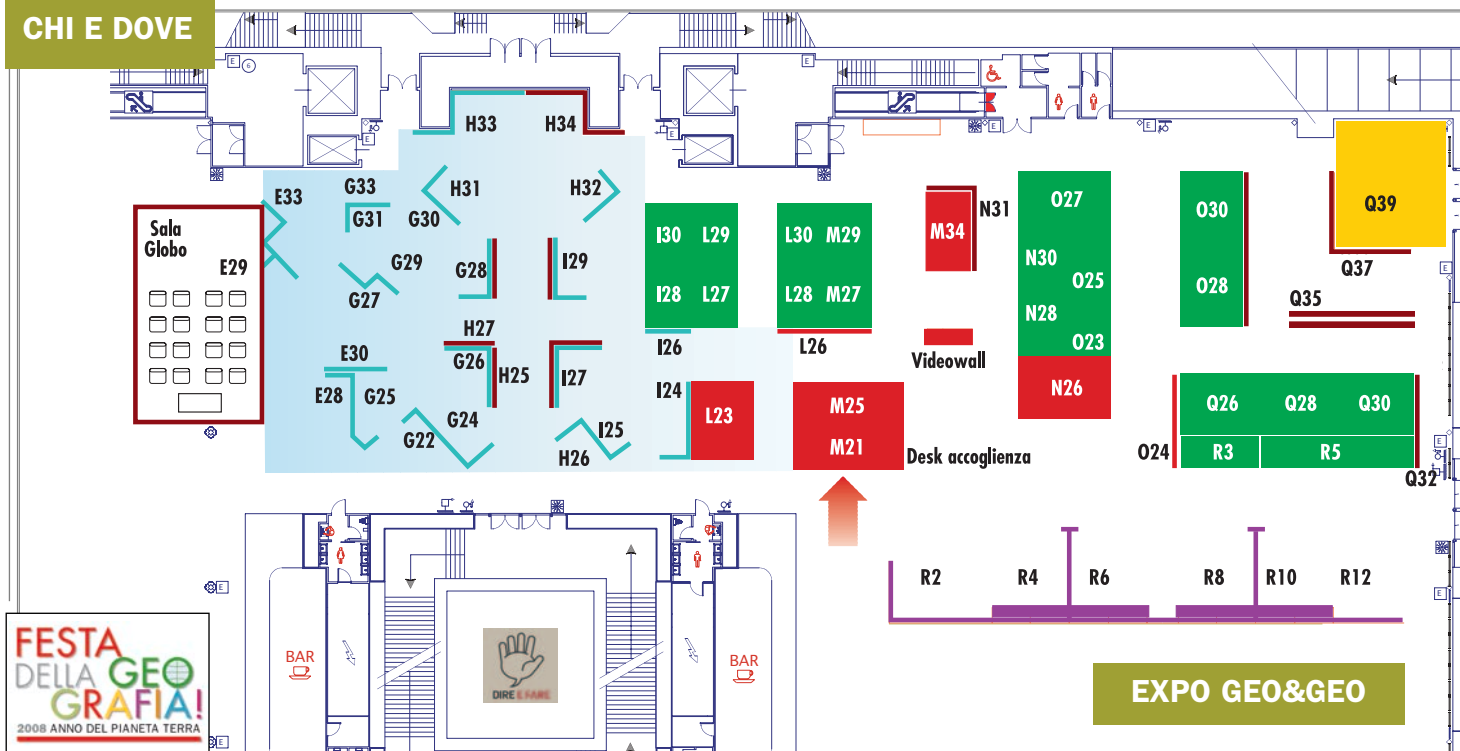 CHI E DOVE
E
6
E
E
E
E
E
H33
H34
G33
H31
H32
E33
G31
G30
O27
N31
O30
Q39
Sala
Globo
I30 L29
L30 M29
M34
E29
G29
G28
I29
N30
O25
Q37
E
G27
I28 L27
L28 M27
O28
Q35
N28
H27
I26
L26
Videowall
O23
E30
G26
H25
I27
E28
G25
I24
L23
M25
N26
Q26 Q28 Q30
G24
G22
I25
H26
M21
Desk accoglienza
O24
R3
R5
E
Q32
R2
R4
R6
R8
R10
R12
E
E
FESTA
DELLA GEO
GRAFIA!
2008 ANNO DEL PIANETA TERRA
BAR
DIRE E FARE
BAR
EXPO GEO&GEO
E